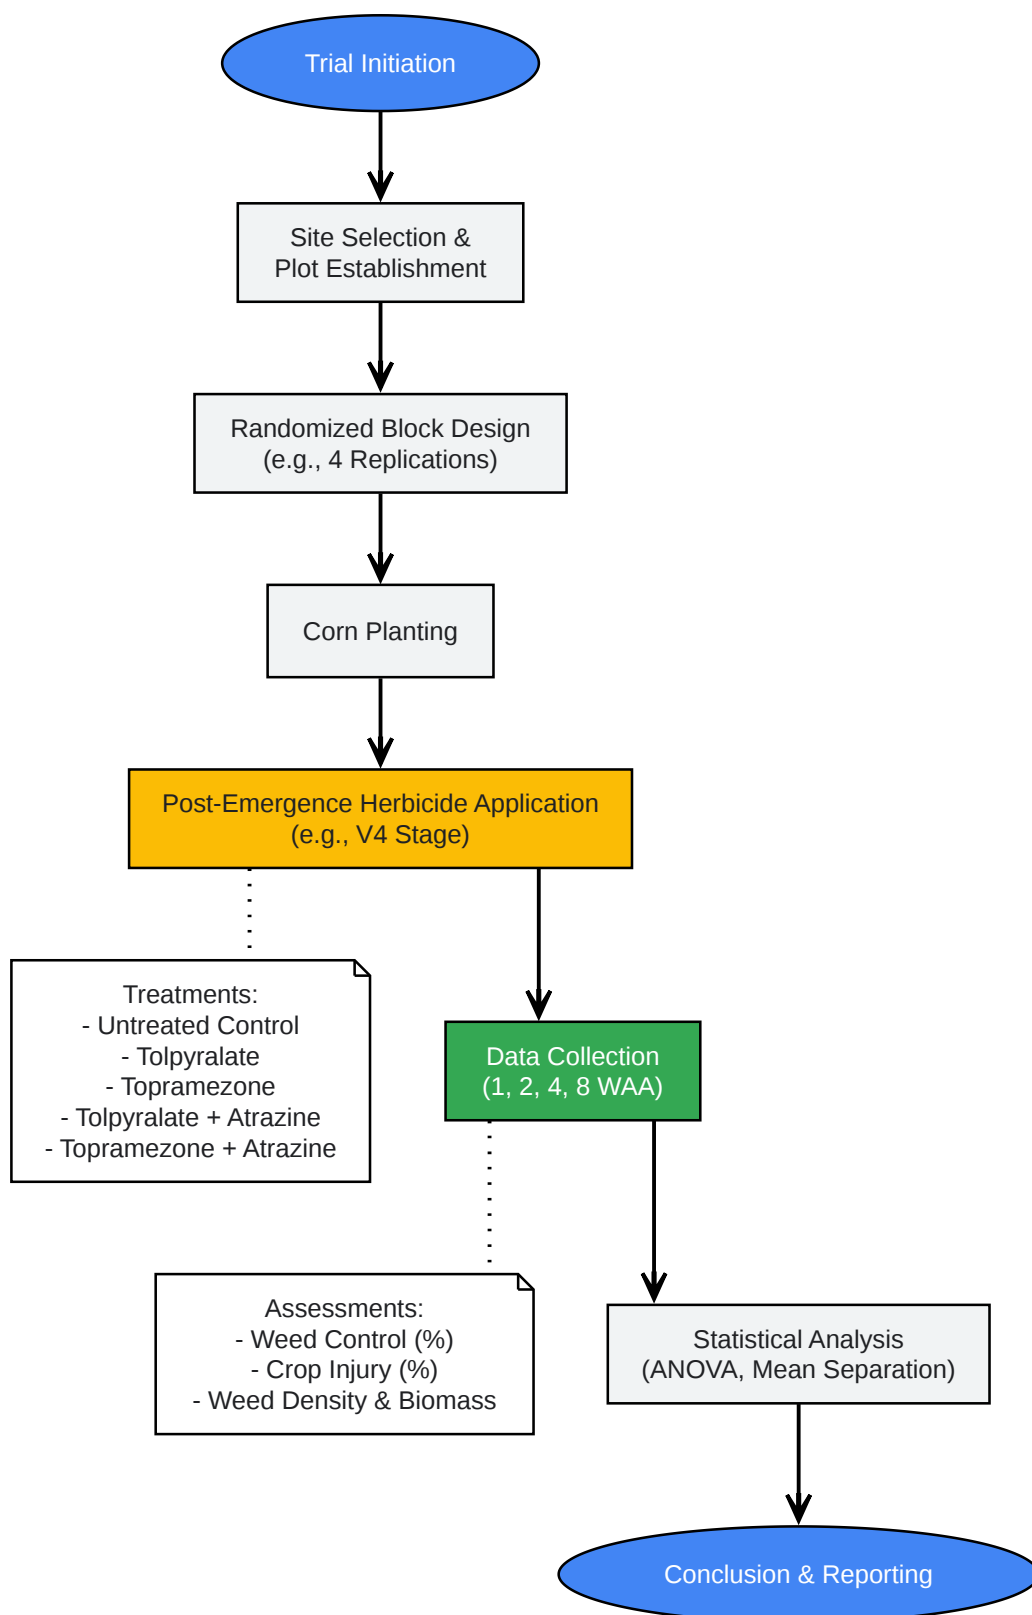 Trial Initiation
Site Selection &
Plot Establishment
Randomized Block Design
(e.g., 4 Replications)
Corn Planting
Post-Emergence Herbicide Application
(e.g., V4 Stage)
Treatments:
- Untreated Control
- Tolpyralate
- Topramezone
- Tolpyralate + Atrazine
- Topramezone + Atrazine
Data Collection
(1, 2, 4, 8 WAA)
Assessments:
- Weed Control (%)
- Crop Injury (%)
- Weed Density & Biomass
Statistical Analysis
(ANOVA, Mean Separation)
Conclusion & Reporting